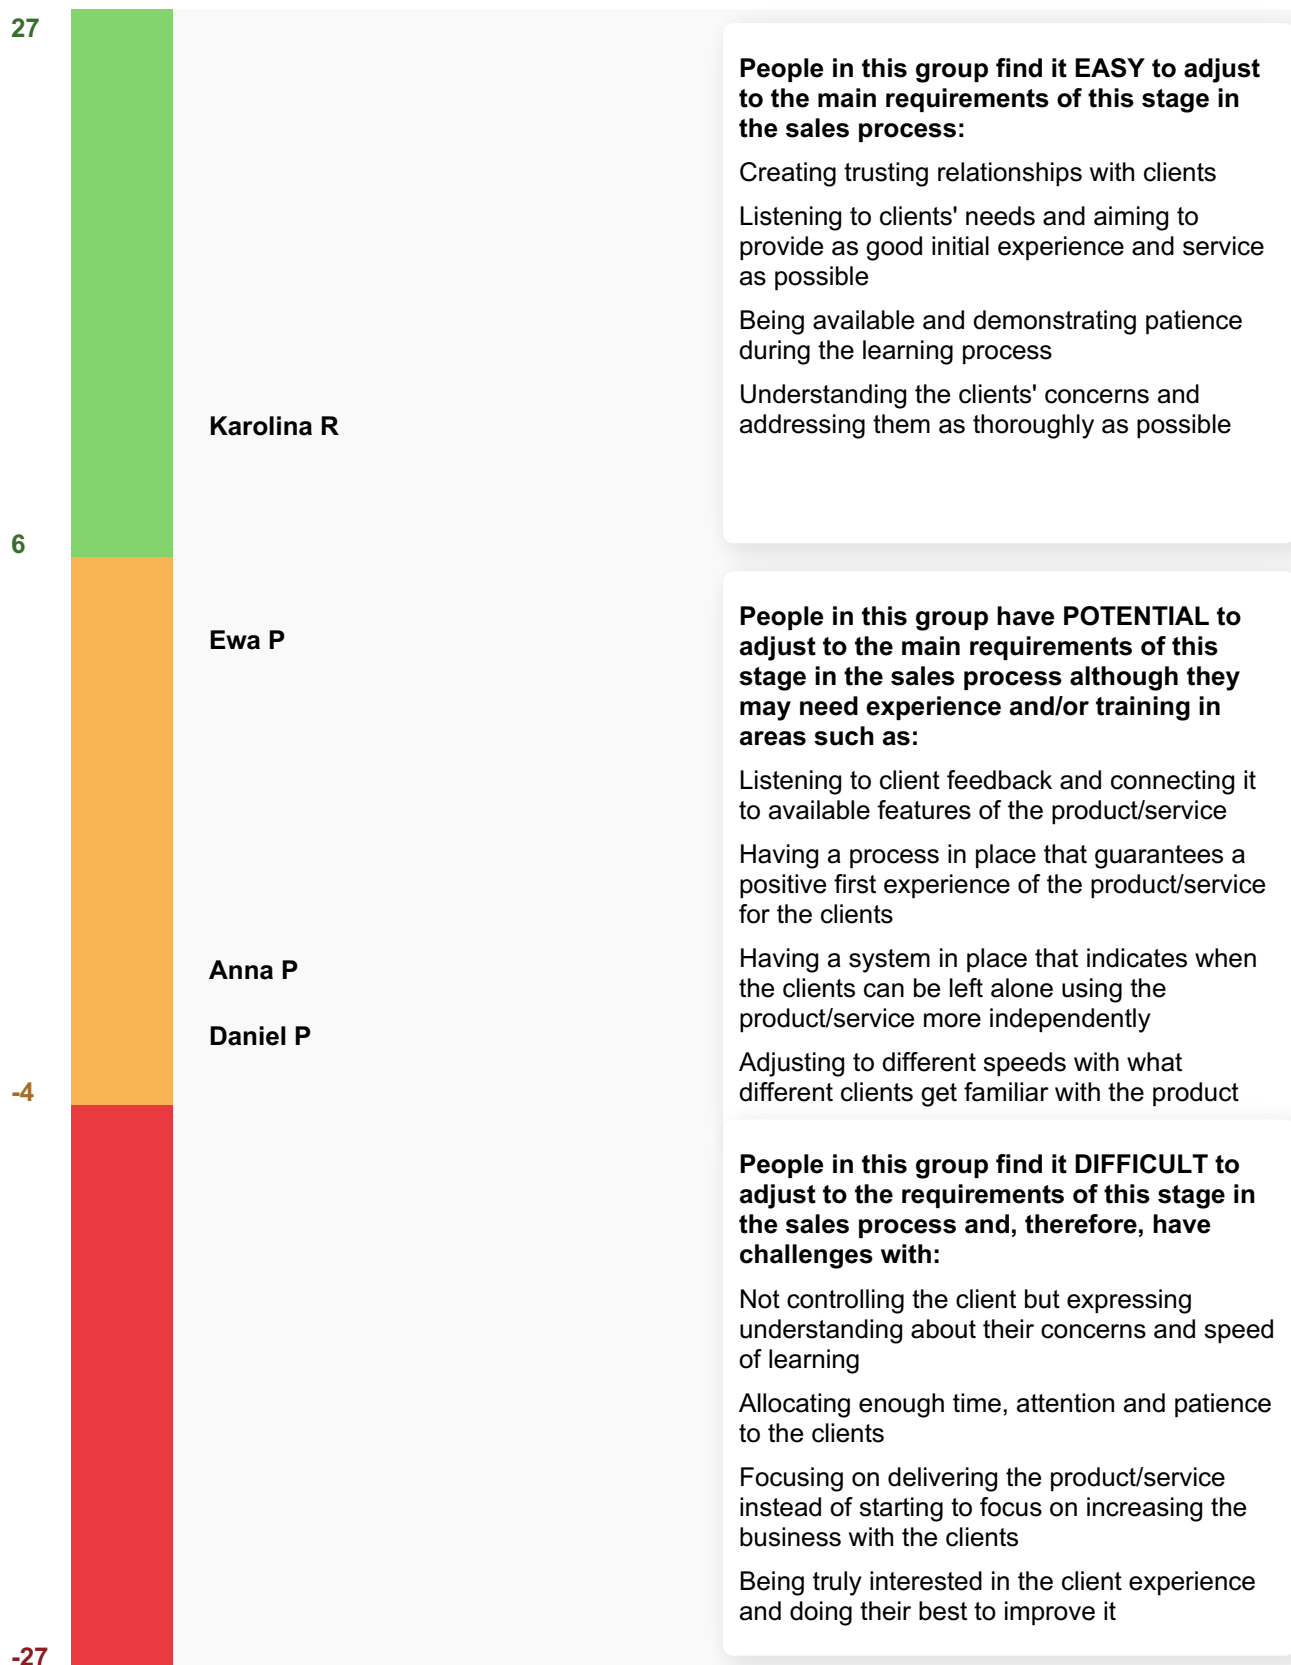 27
People in this group find it EASY to adjust
to the main requirements of this stage in
the sales process:
Creating trusting relationships with clients
Listening to clients' needs and aiming to
provide as good initial experience and service
as possible
Being available and demonstrating patience
during the learning process
Understanding the clients' concerns and
addressing them as thoroughly as possible
Karolina R
6
People in this group have POTENTIAL to
adjust to the main requirements of this
stage in the sales process although they
may need experience and/or training in
areas such as:
Ewa P
Listening to client feedback and connecting it
to available features of the product/service
Having a process in place that guarantees a
positive first experience of the product/service
for the clients
Having a system in place that indicates when
the clients can be left alone using the
product/service more independently
Anna P
Daniel P
Adjusting to different speeds with what
different clients get familiar with the product
-4
People in this group find it DIFFICULT to
adjust to the requirements of this stage in
the sales process and, therefore, have
challenges with:
Not controlling the client but expressing
understanding about their concerns and speed
of learning
Allocating enough time, attention and patience
to the clients
Focusing on delivering the product/service
instead of starting to focus on increasing the
business with the clients
Being truly interested in the client experience
and doing their best to improve it
-27